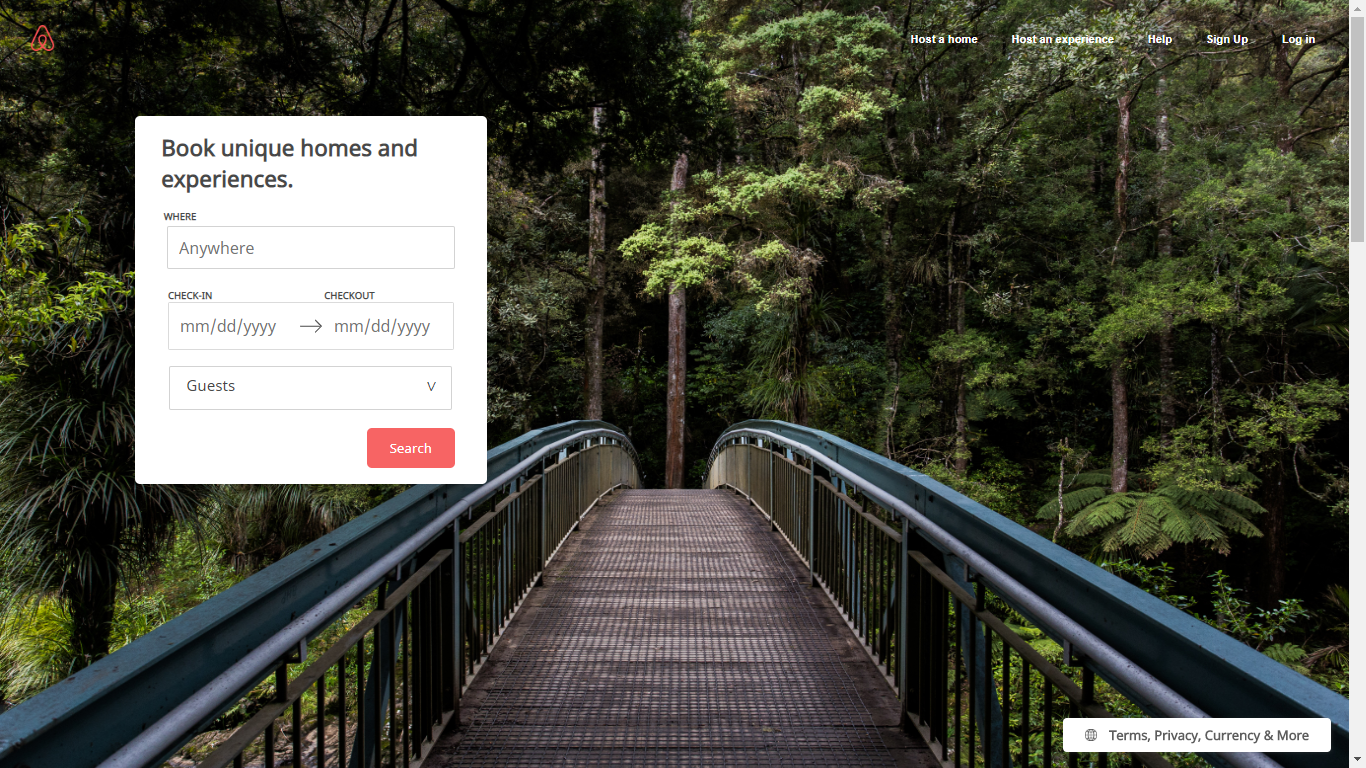 Host a home
Host an experience
Help
Sign Up
Log in
Book unique homes and
experiences.
WHERE
Anywhere
CHECK-IN
CHECKOUT
mm/dd/yyyy
mm/dd/yyyy
Guests
Search
Terms, Privacy, Currency & More